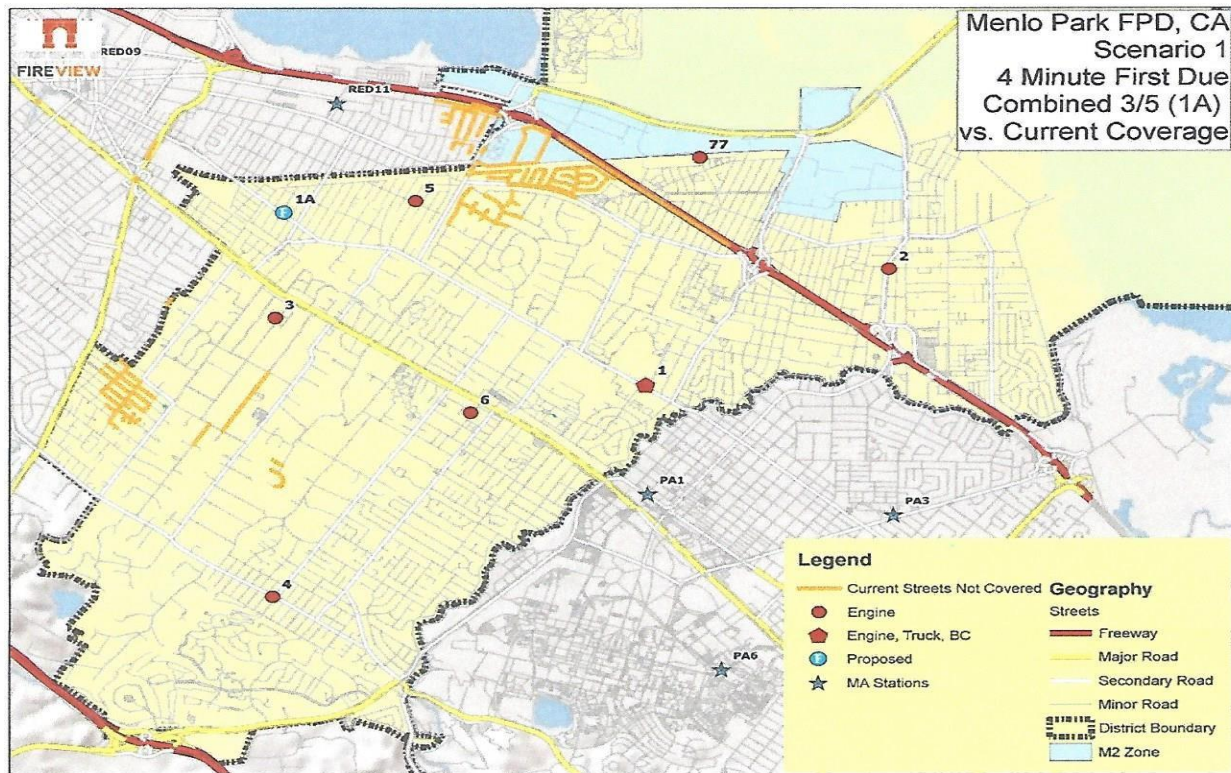 FIREVIEW
Menlo Park FPD, CA
Scenario 1
4 Minute First Due
Combined 3/5 (1A)
vs. Current Coverage
RED09
RED11
77
5
1A
2
3
1
6
PA1
PA3
4
PA6
Legend
Current Streets Not Covered
Engine
Engine, Truck, BC
F Proposed
MA Stations
Geography
Streets
Freeway
Major Road
Secondary Road
Minor Road
District Boundary
M2 Zone